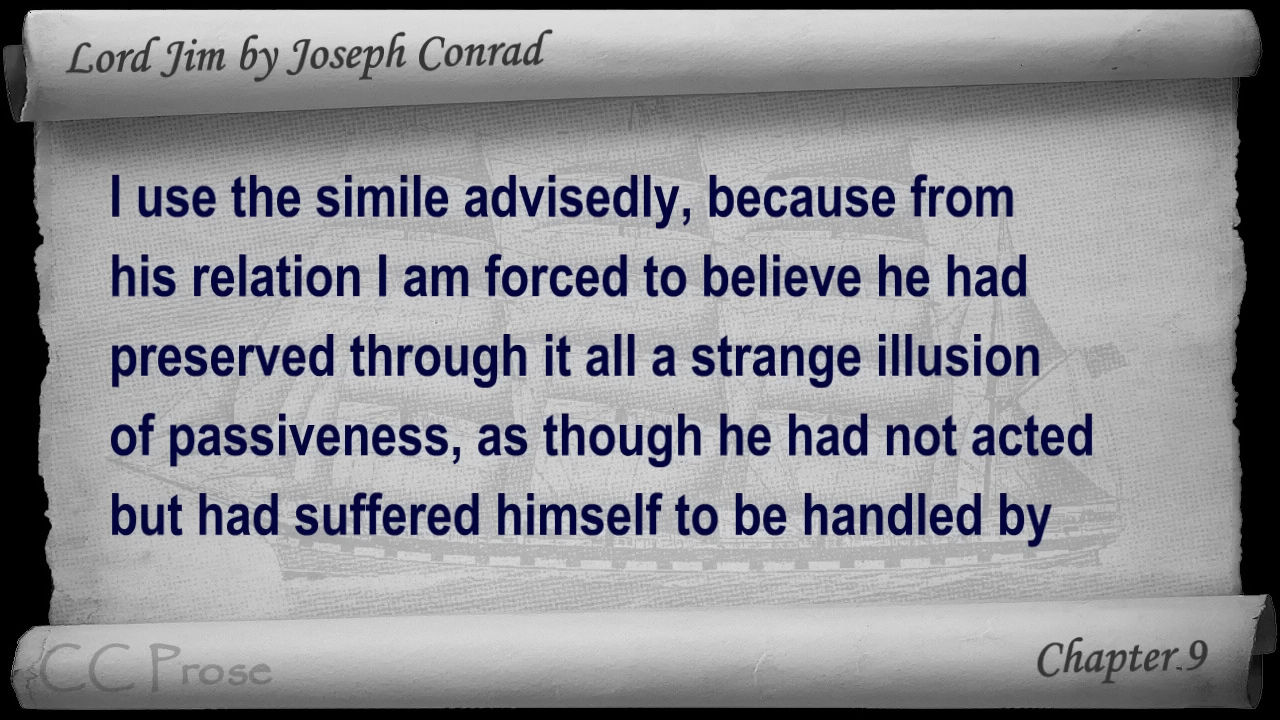 Lord Jim by Joseph Conrad
I use the simile advisedly, because from
his relation I am forced to believe he had
preserved through it all a strange illusion
of passiveness, as though he had not acted
but had suffered himself to be handled by
CC Prose
Chapter.9